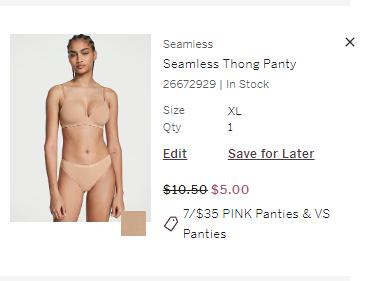 Seamless
Seamless Thong Panty
26672929 | In Stock
Size XL
Qty 1
Edit Save for Later
$10.50 $5.00
7/$35 PINK Panties & VS
Panties